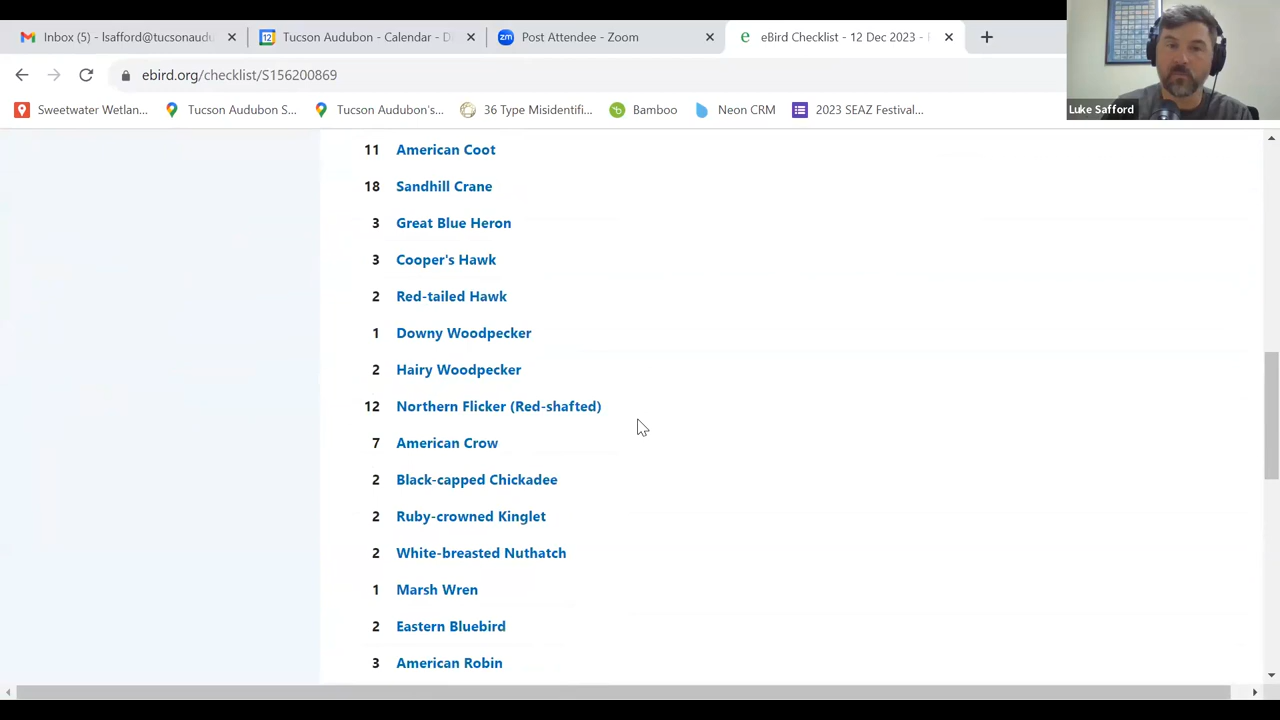 Inbox (5) - lsafford@tucsonaudu
Tucson Audubon - Calendar - D
Post Attendee - Zoom
eBird Checklist - 12 Dec 2023 -
ebird.org/checklist/S156200869
Sweetwater Wetlan...
Tucson Audubon S...
Tucson Audubon's...
36 Type Misidentifi...
Bamboo
Neon CRM
2023 SEAZ Festival...
Luke Safford
11 American Coot
18 Sandhill Crane
3 Great Blue Heron
3 Cooper's Hawk
2 Red-tailed Hawk
1 Downy Woodpecker
2 Hairy Woodpecker
12 Northern Flicker (Red-shafted)
7 American Crow
2 Black-capped Chickadee
2 Ruby-crowned Kinglet
2 White-breasted Nuthatch
1 Marsh Wren
2 Eastern Bluebird
3 American Robin